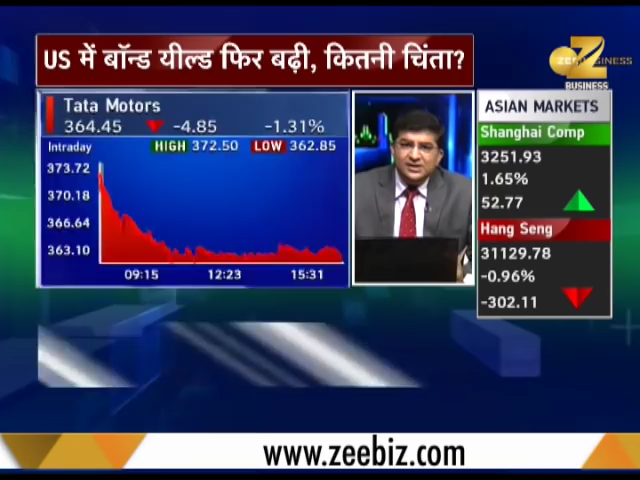 US में बॉन्ड यील्ड फिर बढ़ी, कितनी चिंता?
ZEE BUSINESS
BUSINESS
Tata Motors
364.45 -4.85 -1.31%
Intraday HIGH 372.50 LOW 362.85
373.72
370.18
366.64
363.10
09:15 12:23 15:31
ASIAN MARKETS
Shanghai Comp
3251.93
1.65%
52.77
Hang Seng
31129.78
-0.96%
-302.11
www.zeebiz.com